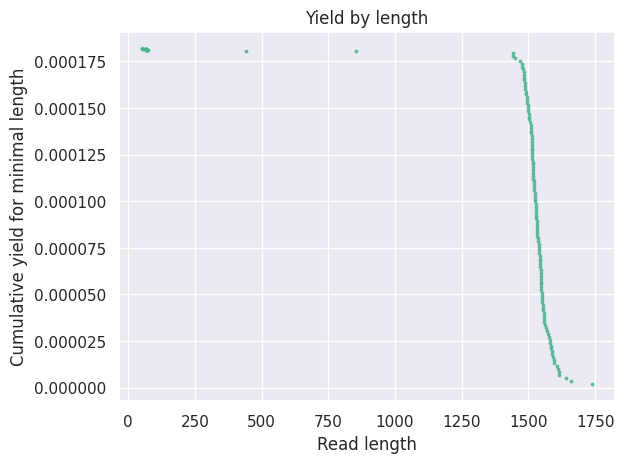 Yield by length
Cumulative yield for minimal length
0.000175
0.000150
0.000125
0.000100
0.000075
0.000050
0.000025
0.000000
0 250 500 750 1000 1250 1500 1750
Read length